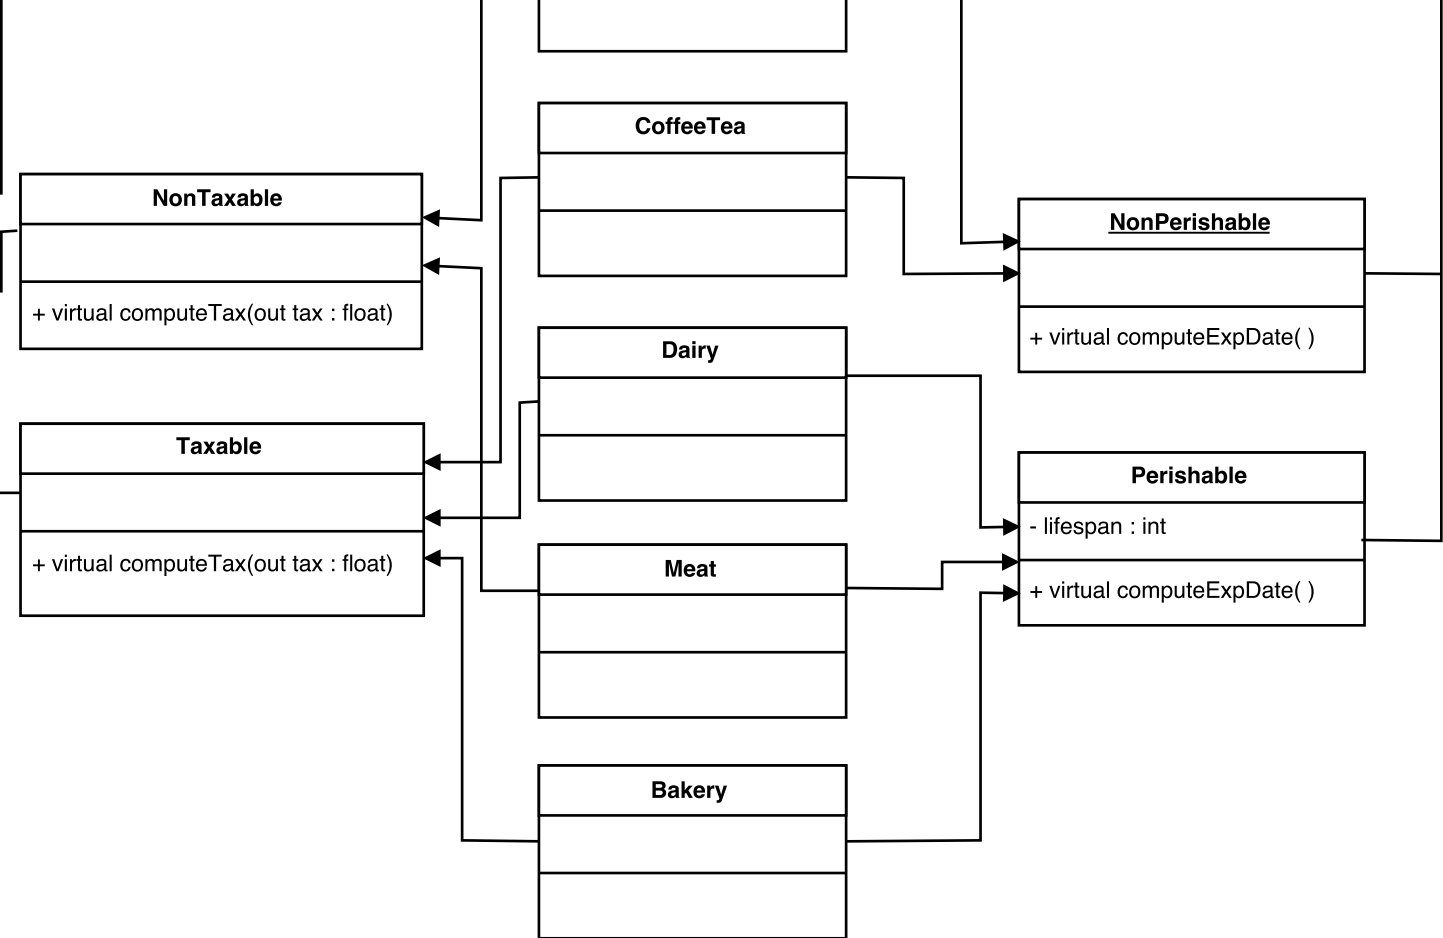 CoffeeTea
NonTaxable
NonPerishable
+ virtual computeTax(out tax : float)
+ virtual computeExpDate( )
Dairy
Taxable
Perishable
- lifespan : int
+ virtual computeTax(out tax : float)
Meat
+ virtual computeExpDate( )
Bakery